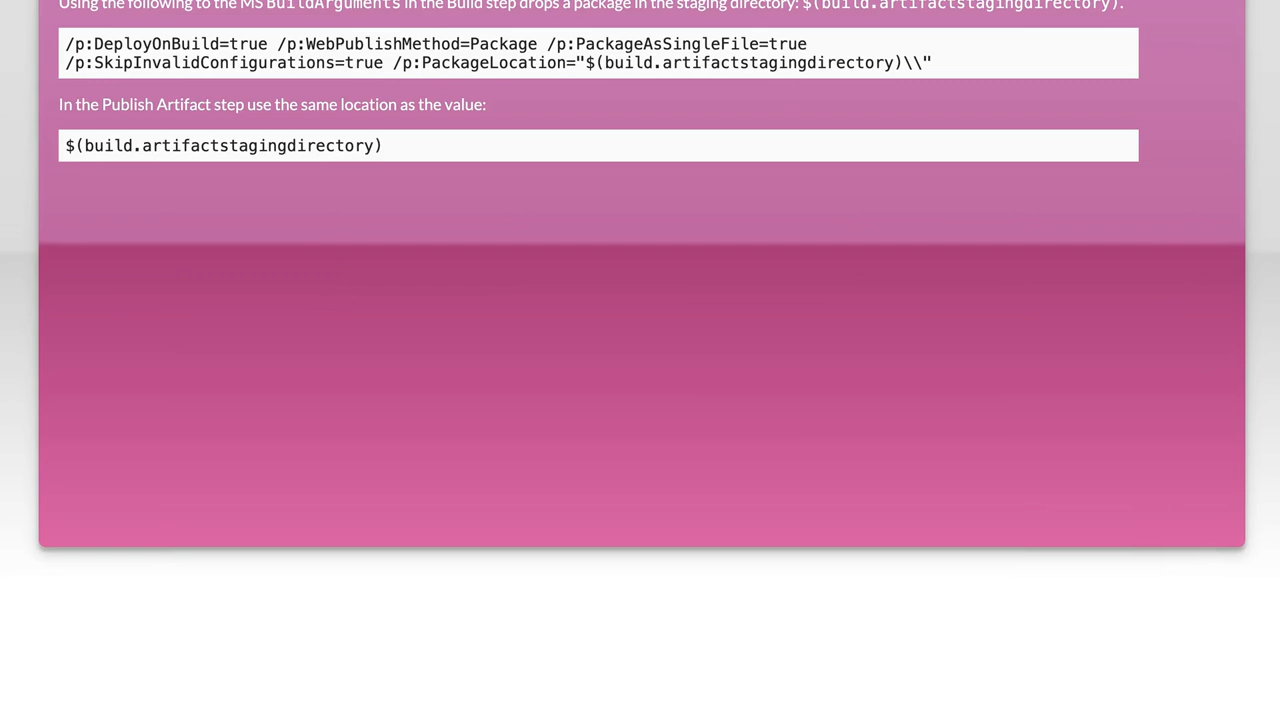 Using the following to the MS BuildArguments in the Build step drops a package in the staging directory: $(build.artifactstagingdirectory).
/p:DeployOnBuild=true /p:WebPublishMethod=Package /p:PackageAsSingleFile=true
/p:SkipInvalidConfigurations=true /p:PackageLocation="$(build.artifactstagingdirectory)\\"
In the Publish Artifact step use the same location as the value:
$(build.artifactstagingdirectory)